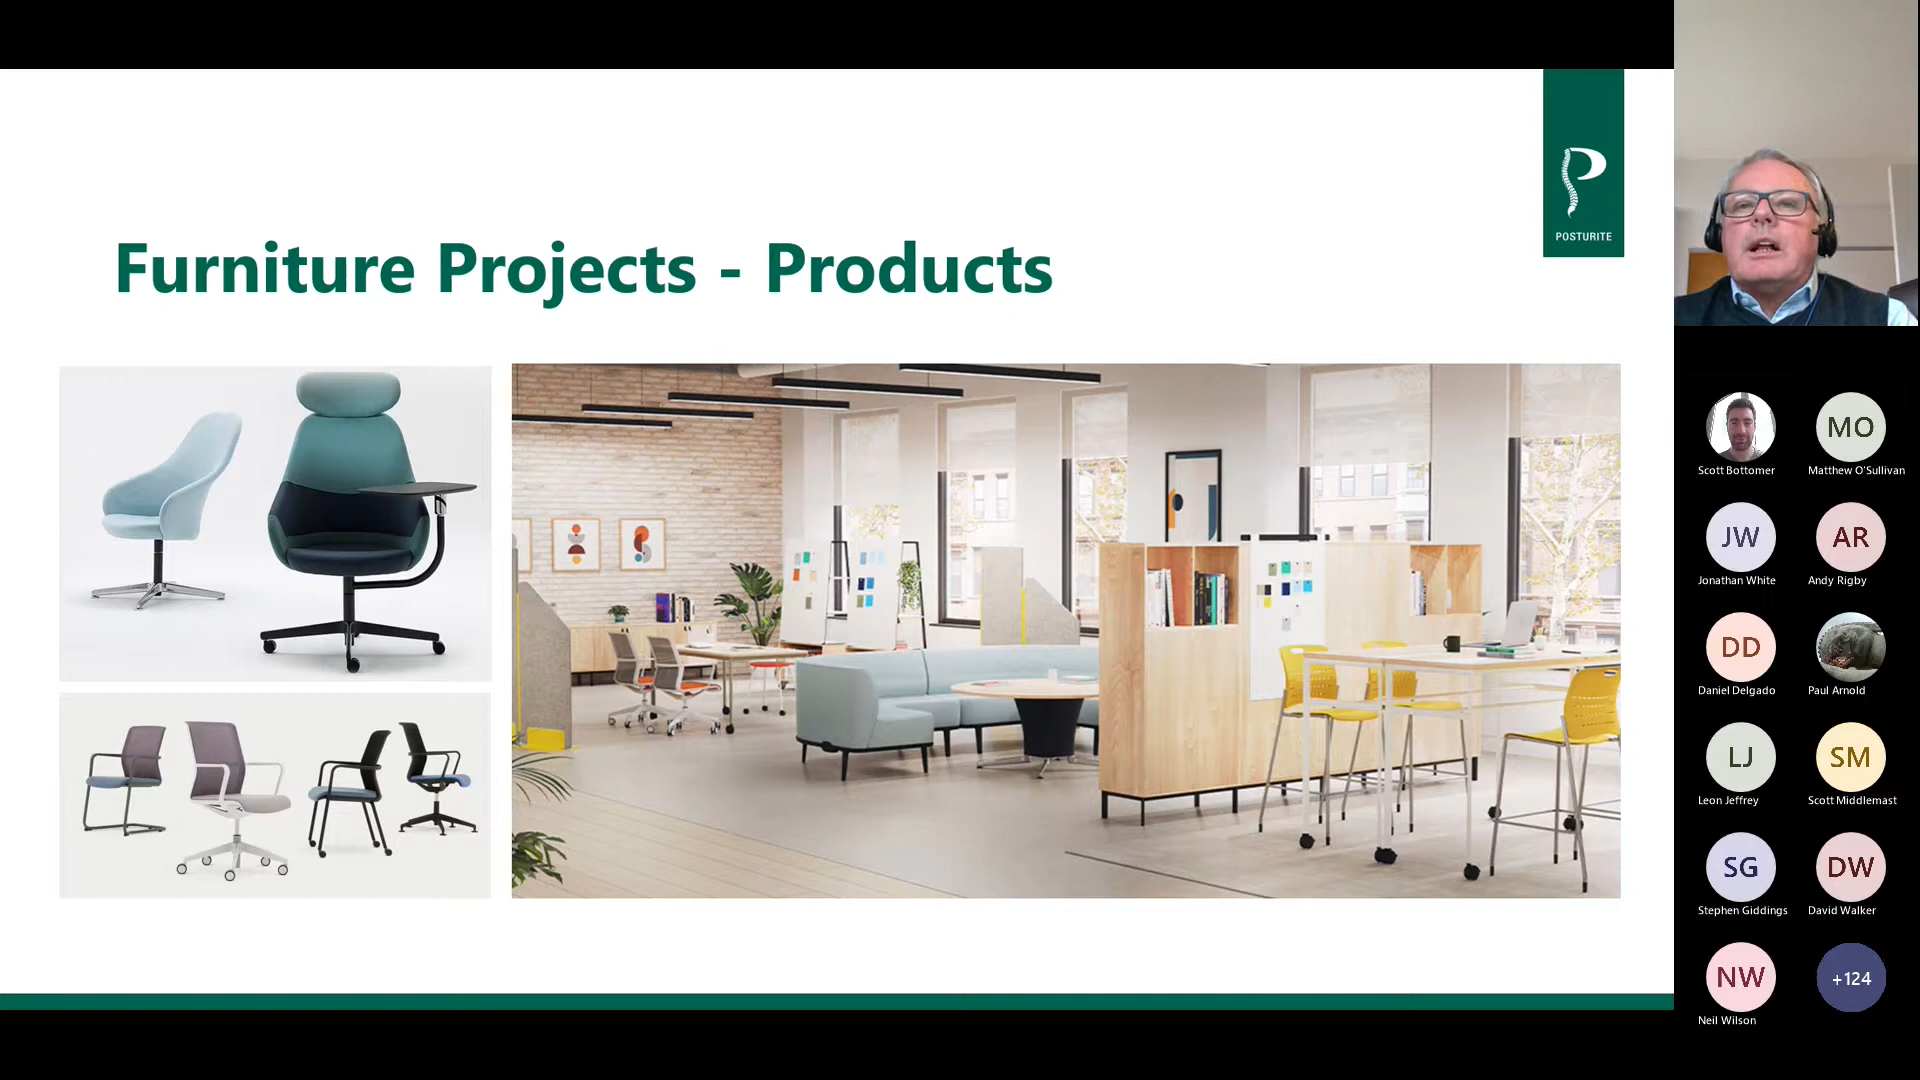 POSTURITE
Furniture Projects - Products
Scott Bottomer
MO
Matthew O'Sullivan
JW
Jonathan White
AR
Andy Rigby
DD
Daniel Delgado
Paul Arnold
LJ
Leon Jeffrey
SM
Scott Middlemast
SG
Stephen Giddings
DW
David Walker
NW
Neil Wilson
+124